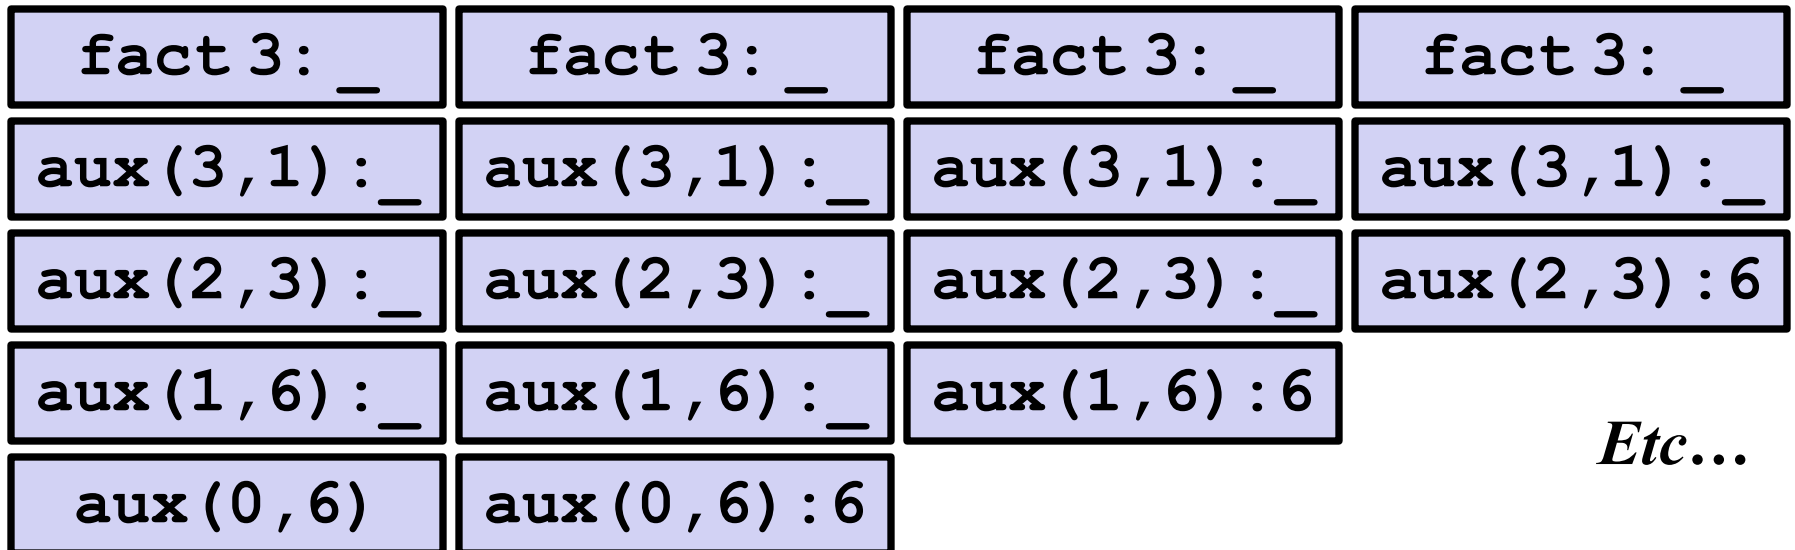 fact 3:_ fact 3:_ fact 3:_ fact 3:_
aux(3,1):_ aux(3,1):_ aux(3,1):_ aux(3,1):_
aux(2,3):_ aux(2,3):_ aux(2,3):_ aux(2,3):6
aux(1,6):_ aux(1,6):_ aux(1,6):6
Etc…
aux(0,6) aux(0,6):6